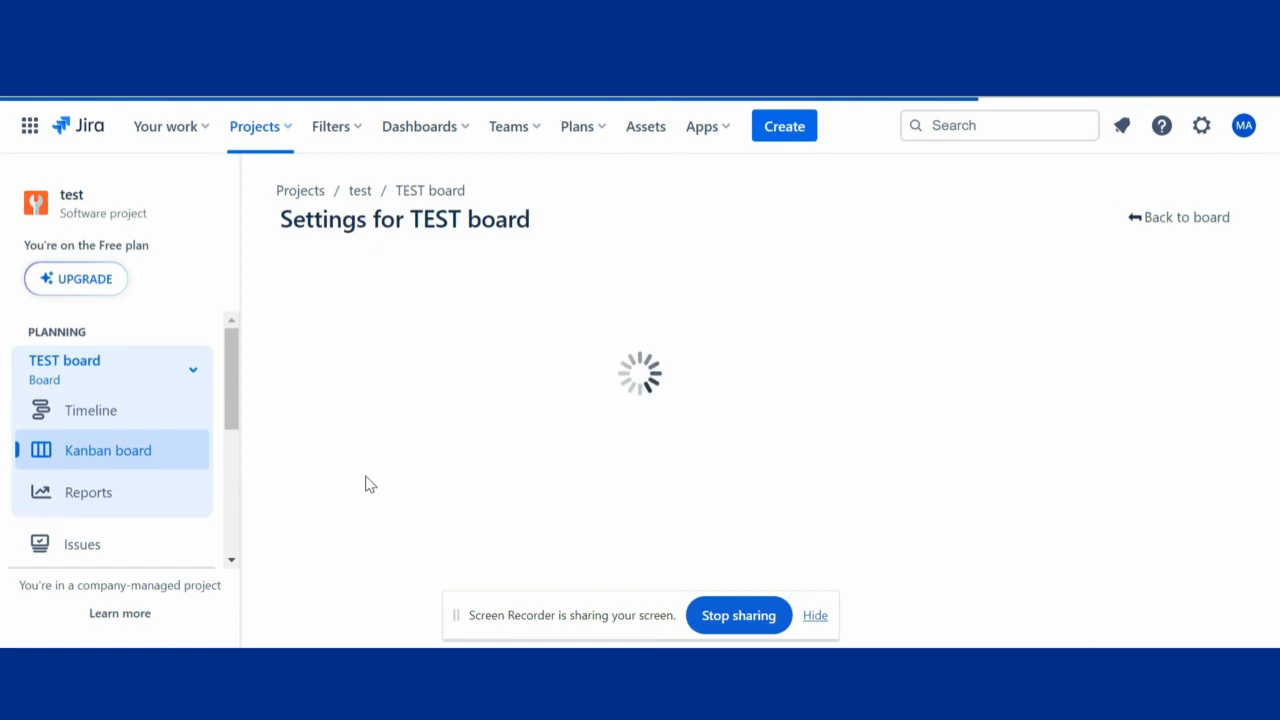 Jira Your work Projects Filters Dashboards Teams Plans Assets Apps Create Search MA
test
Software project
You're on the Free plan
UPGRADE
PLANNING
TEST board
Board
Timeline
Kanban board
Reports
Issues
You're in a company-managed project
Learn more
Projects / test / TEST board
Settings for TEST board
Back to board
Screen Recorder is sharing your screen. Stop sharing Hide